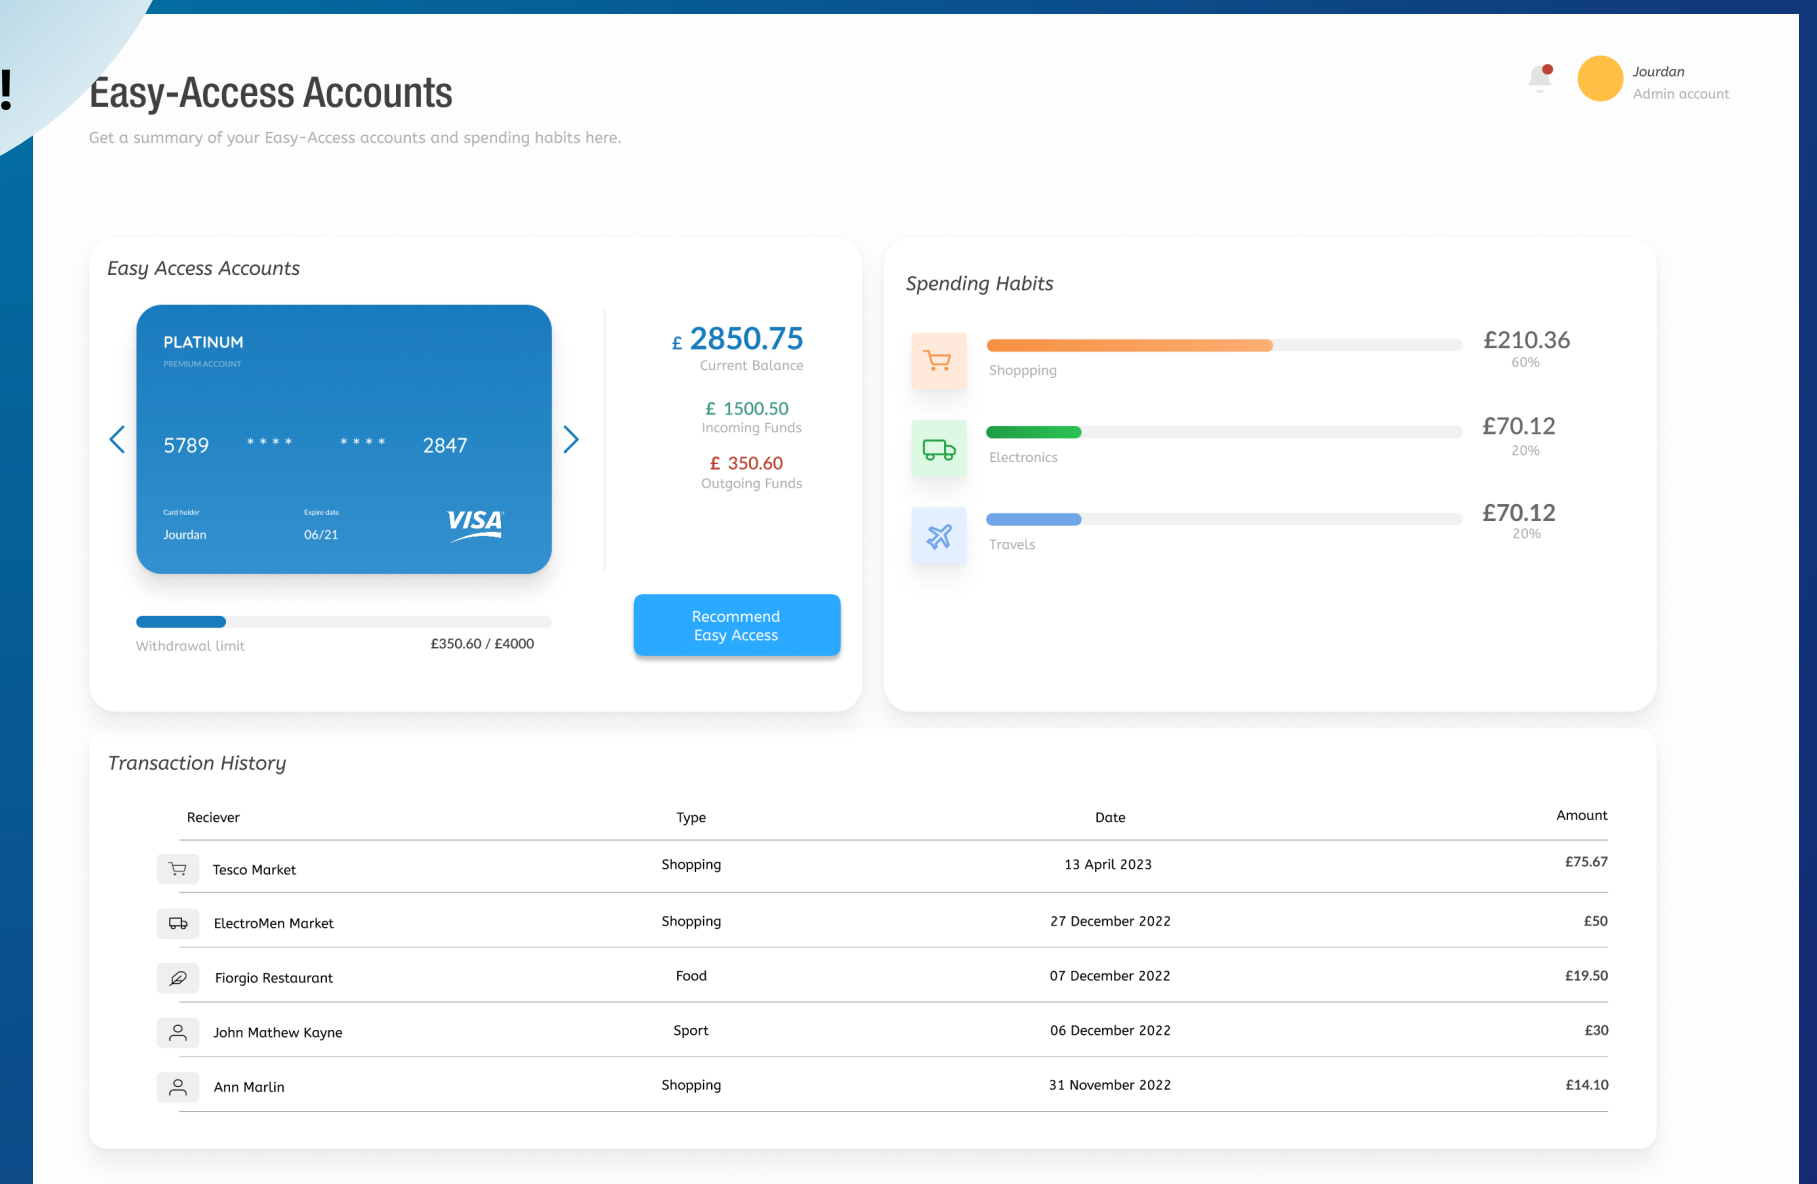 !
Easy-Access Accounts
Get a summary of your Easy-Access accounts and spending habits here.
Jourdan
Admin account
Easy Access Accounts
PLATINUM
PREMIUM ACCOUNT
5789 **** **** 2847
Card holder
Expire date
Jourdan
06/21
VISA
Withdrawal limit
£350.60 / £4000
£ 2850.75
Current Balance
£ 1500.50
Incoming Funds
£ 350.60
Outgoing Funds
Recommend
Easy Access
Spending Habits
Shoppping
£210.36
60%
Electronics
£70.12
20%
Travels
£70.12
20%
Transaction History
Reciever Type Date Amount
Tesco Market Shopping 13 April 2023 £75.67
ElectroMen Market Shopping 27 December 2022 £50
Fiorgio Restaurant Food 07 December 2022 £19.50
John Mathew Kayne Sport 06 December 2022 £30
Ann Marlin Shopping 31 November 2022 £14.10